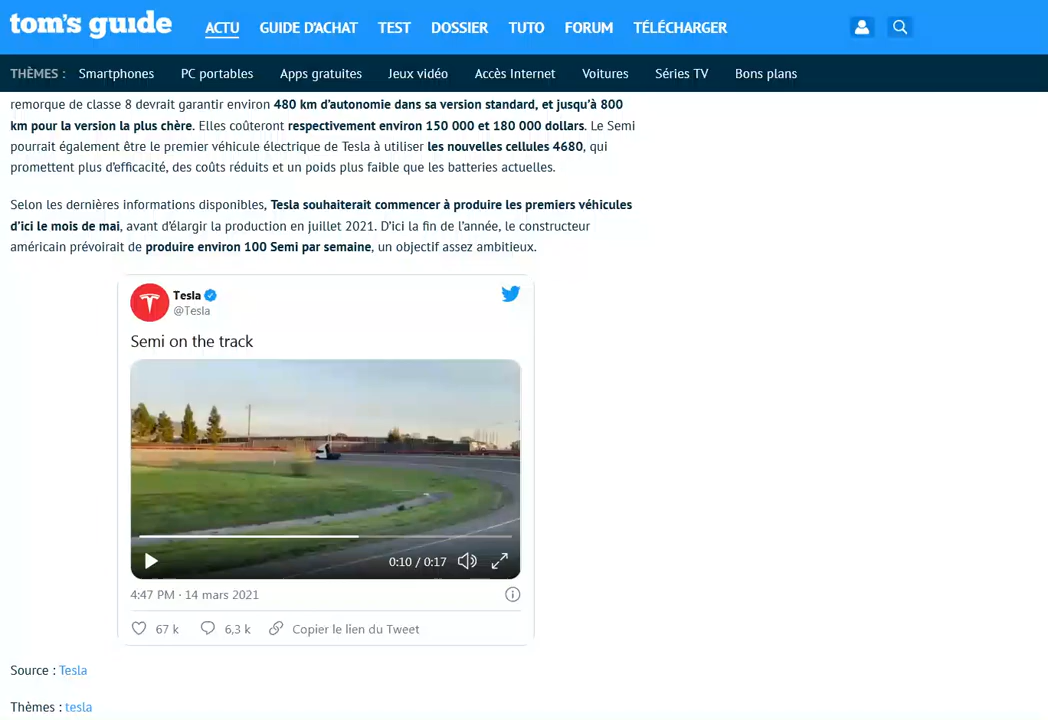 tom's guide
ACTU GUIDE D'ACHAT TEST DOSSIER TUTO FORUM TÉLÉCHARGER
THÈMES : Smartphones PC portables Apps gratuites Jeux vidéo Accès Internet Voitures Séries TV Bons plans
remorque de classe 8 devrait garantir environ 480 km d'autonomie dans sa version standard, et jusqu'à 800
km pour la version la plus chère. Elles coûteront respectivement environ 150 000 et 180 000 dollars. Le Semi
pourrait également être le premier véhicule électrique de Tesla à utiliser les nouvelles cellules 4680, qui
promettent plus d'efficacité, des coûts réduits et un poids plus faible que les batteries actuelles.
Selon les dernières informations disponibles, Tesla souhaiterait commencer à produire les premiers véhicules
d'ici le mois de mai, avant d'élargir la production en juillet 2021. D'ici la fin de l'année, le constructeur
américain prévoirait de produire environ 100 Semi par semaine, un objectif assez ambitieux.
Tesla
@Tesla
Semi on the track
0:10 / 0:17
4:47 PM · 14 mars 2021
67 k 6,3 k Copier le lien du Tweet
Source : Tesla
Thèmes : tesla